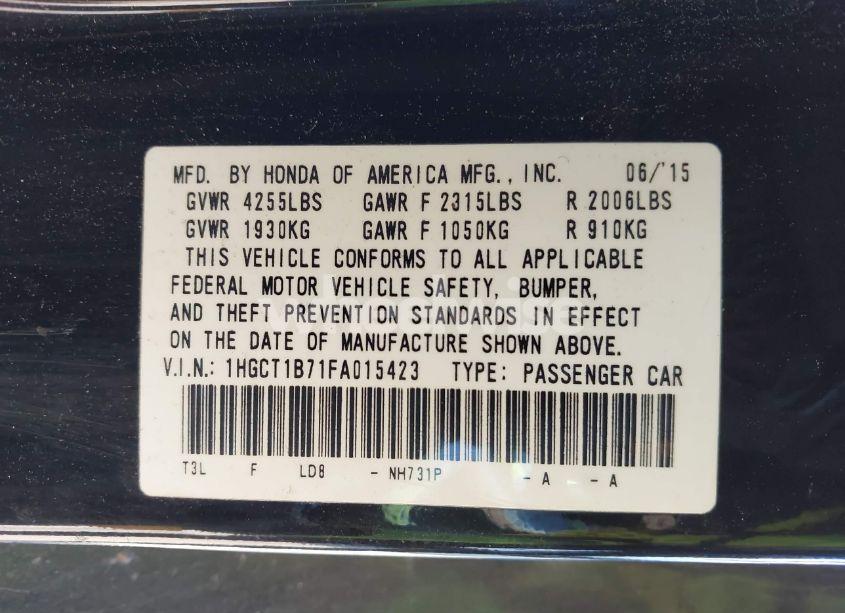 MFD. BY HONDA OF AMERICA MFG., INC. 06/'15
GVWR 4255LBS GAWR F 2315LBS R 2006LBS
GVWR 1930KG GAWR F 1050KG R 910KG
THIS VEHICLE CONFORMS TO ALL APPLICABLE
FEDERAL MOTOR VEHICLE SAFETY, BUMPER,
AND THEFT PREVENTION STANDARDS IN EFFECT
ON THE DATE OF MANUFACTURE SHOWN ABOVE.
V.I.N.: 1HGCT1B71FA015423 TYPE: PASSENGER CAR
T3L F LD8 - NH731P - A - A